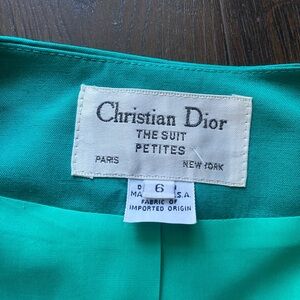 Christian Dior
THE SUIT
PETITES
PARIS NEW YORK
6
FABRIC OF
IMPORTED ORIGIN